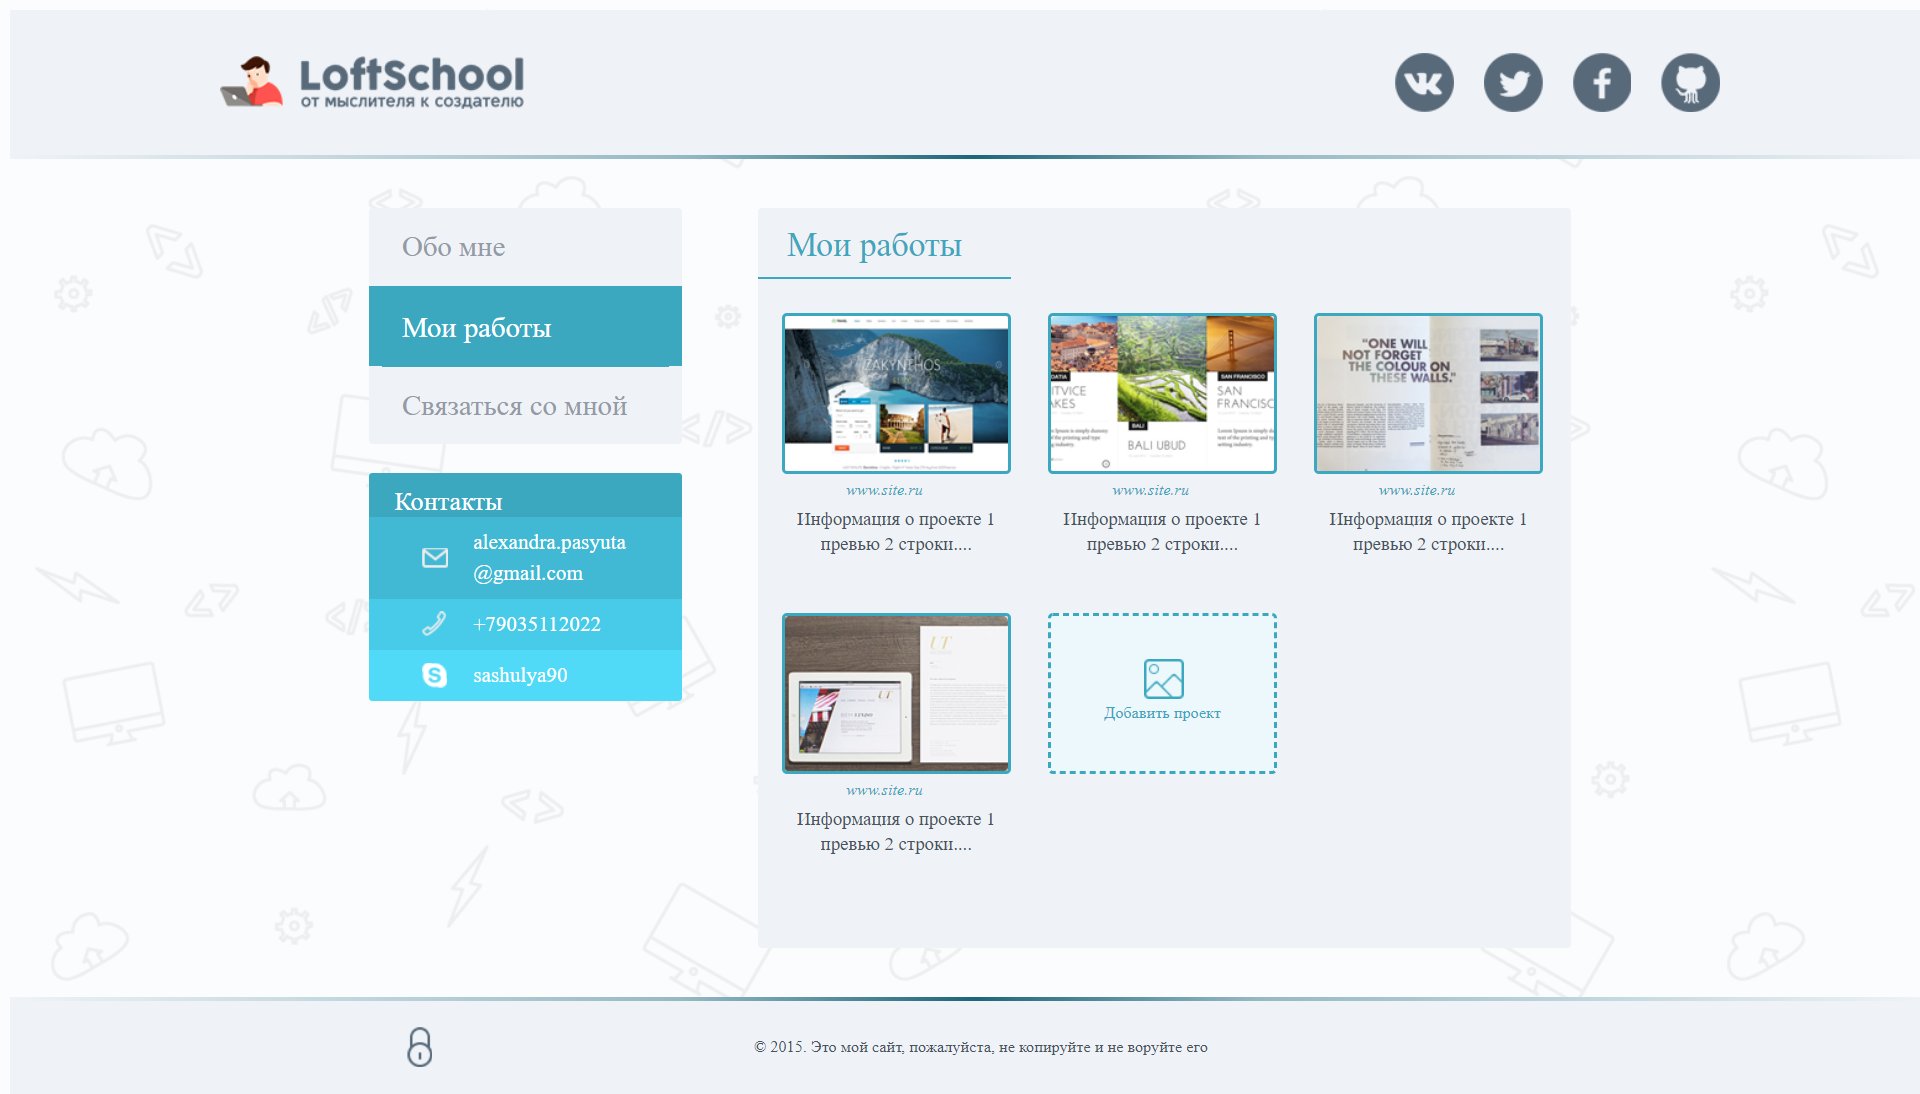 LoftSchool
от мыслителя к создателю
Обо мне
Мои работы
Связаться со мной
Контакты
alexandra.pasyuta
@gmail.com
+79035112022
sashulya90
Мои работы
ZAKYNTHOS
www.site.ru
Информация о проекте 1
превью 2 строки....
BALI
BALI UBUD
SAN FRANCISCO
SAN
FRANCISC
www.site.ru
Информация о проекте 1
превью 2 строки....
"ONE WILL
NOT FORGET
THE COLOUR ON
THESE WALLS."
www.site.ru
Информация о проекте 1
превью 2 строки....
UT
www.site.ru
Информация о проекте 1
превью 2 строки....
Добавить проект
© 2015. Это мой сайт, пожалуйста, не копируйте и не воруйте его